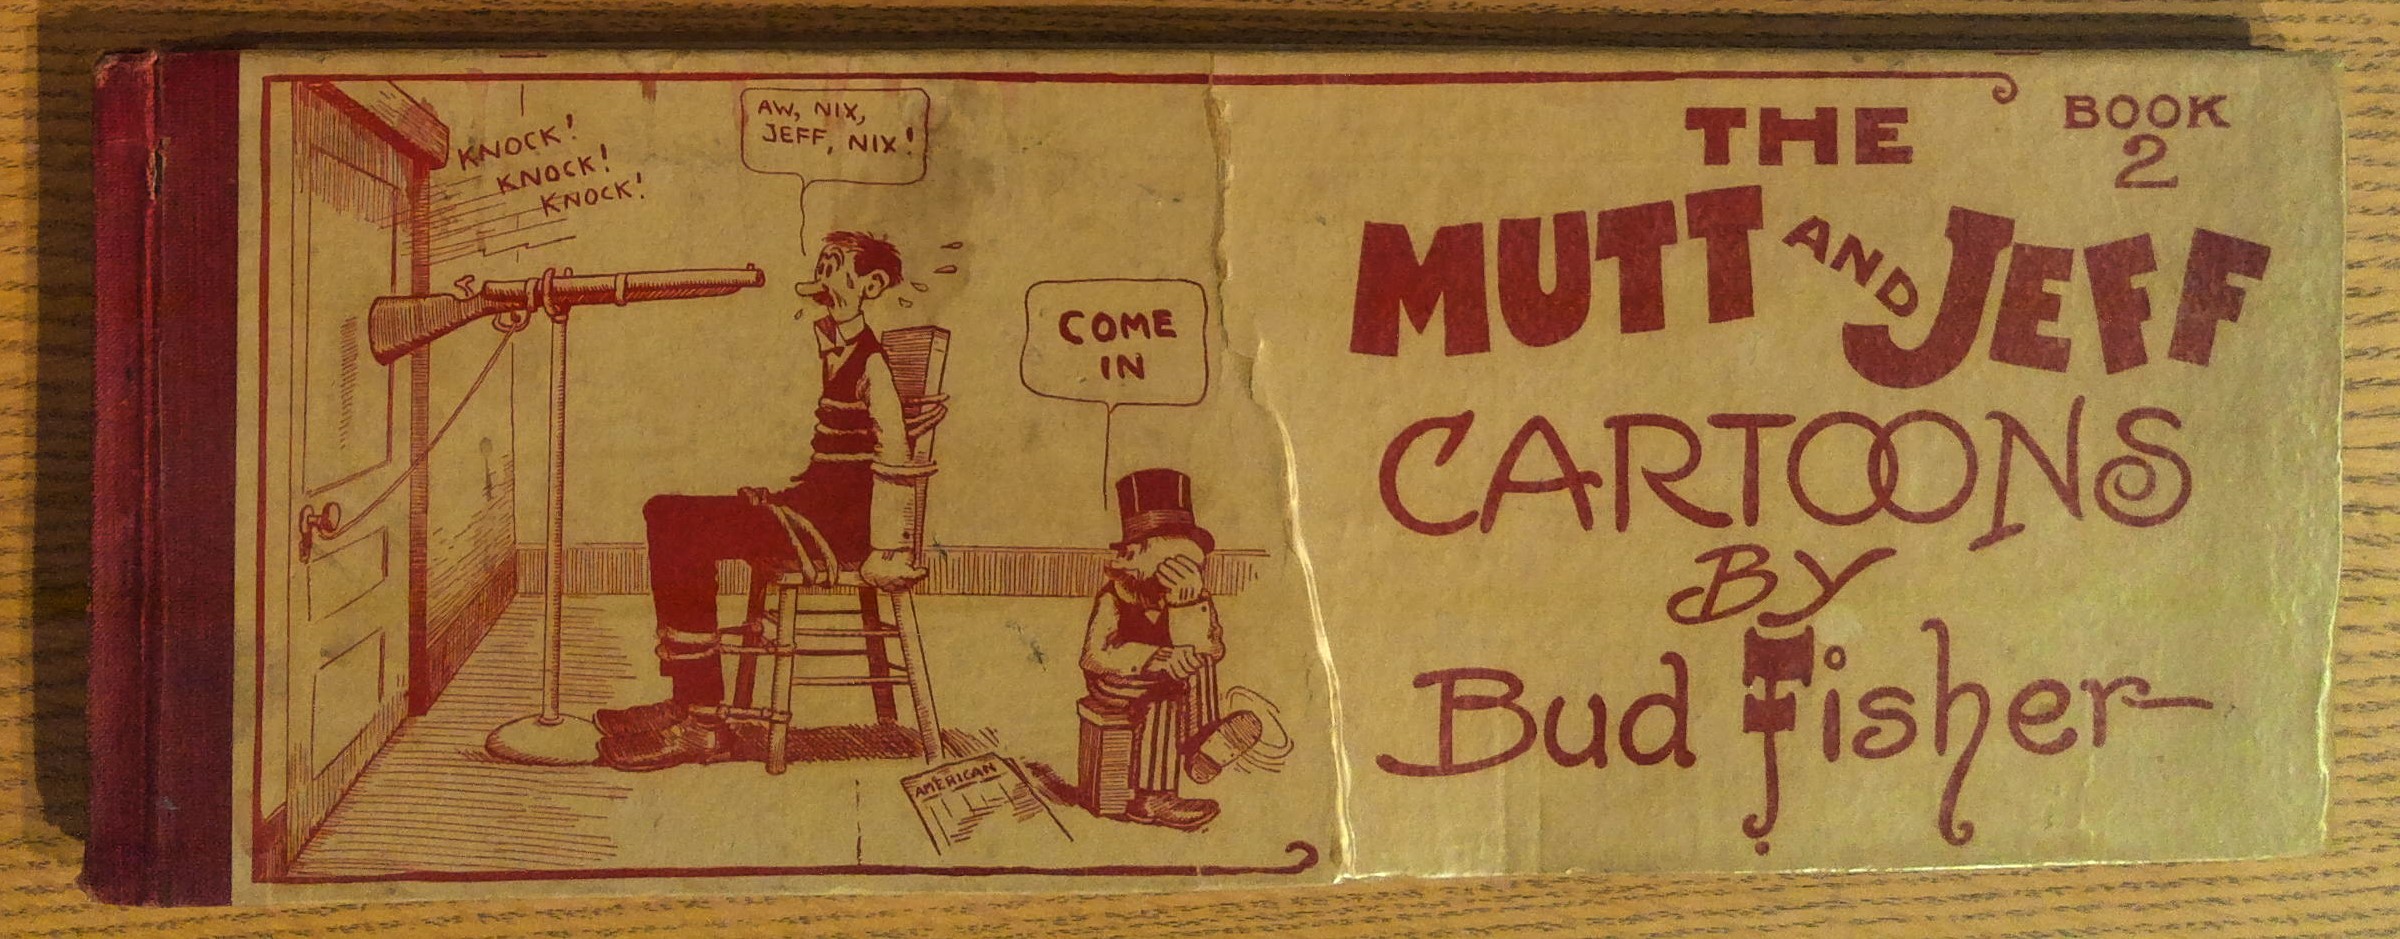 KNOCK!
KNOCK!
KNOCK!
AW, NIX,
JEFF, NIX!
COME
IN
AMERICAN
THE
BOOK
2
MUTT AND JEFF
CARTOONS
BY
Bud Fisher